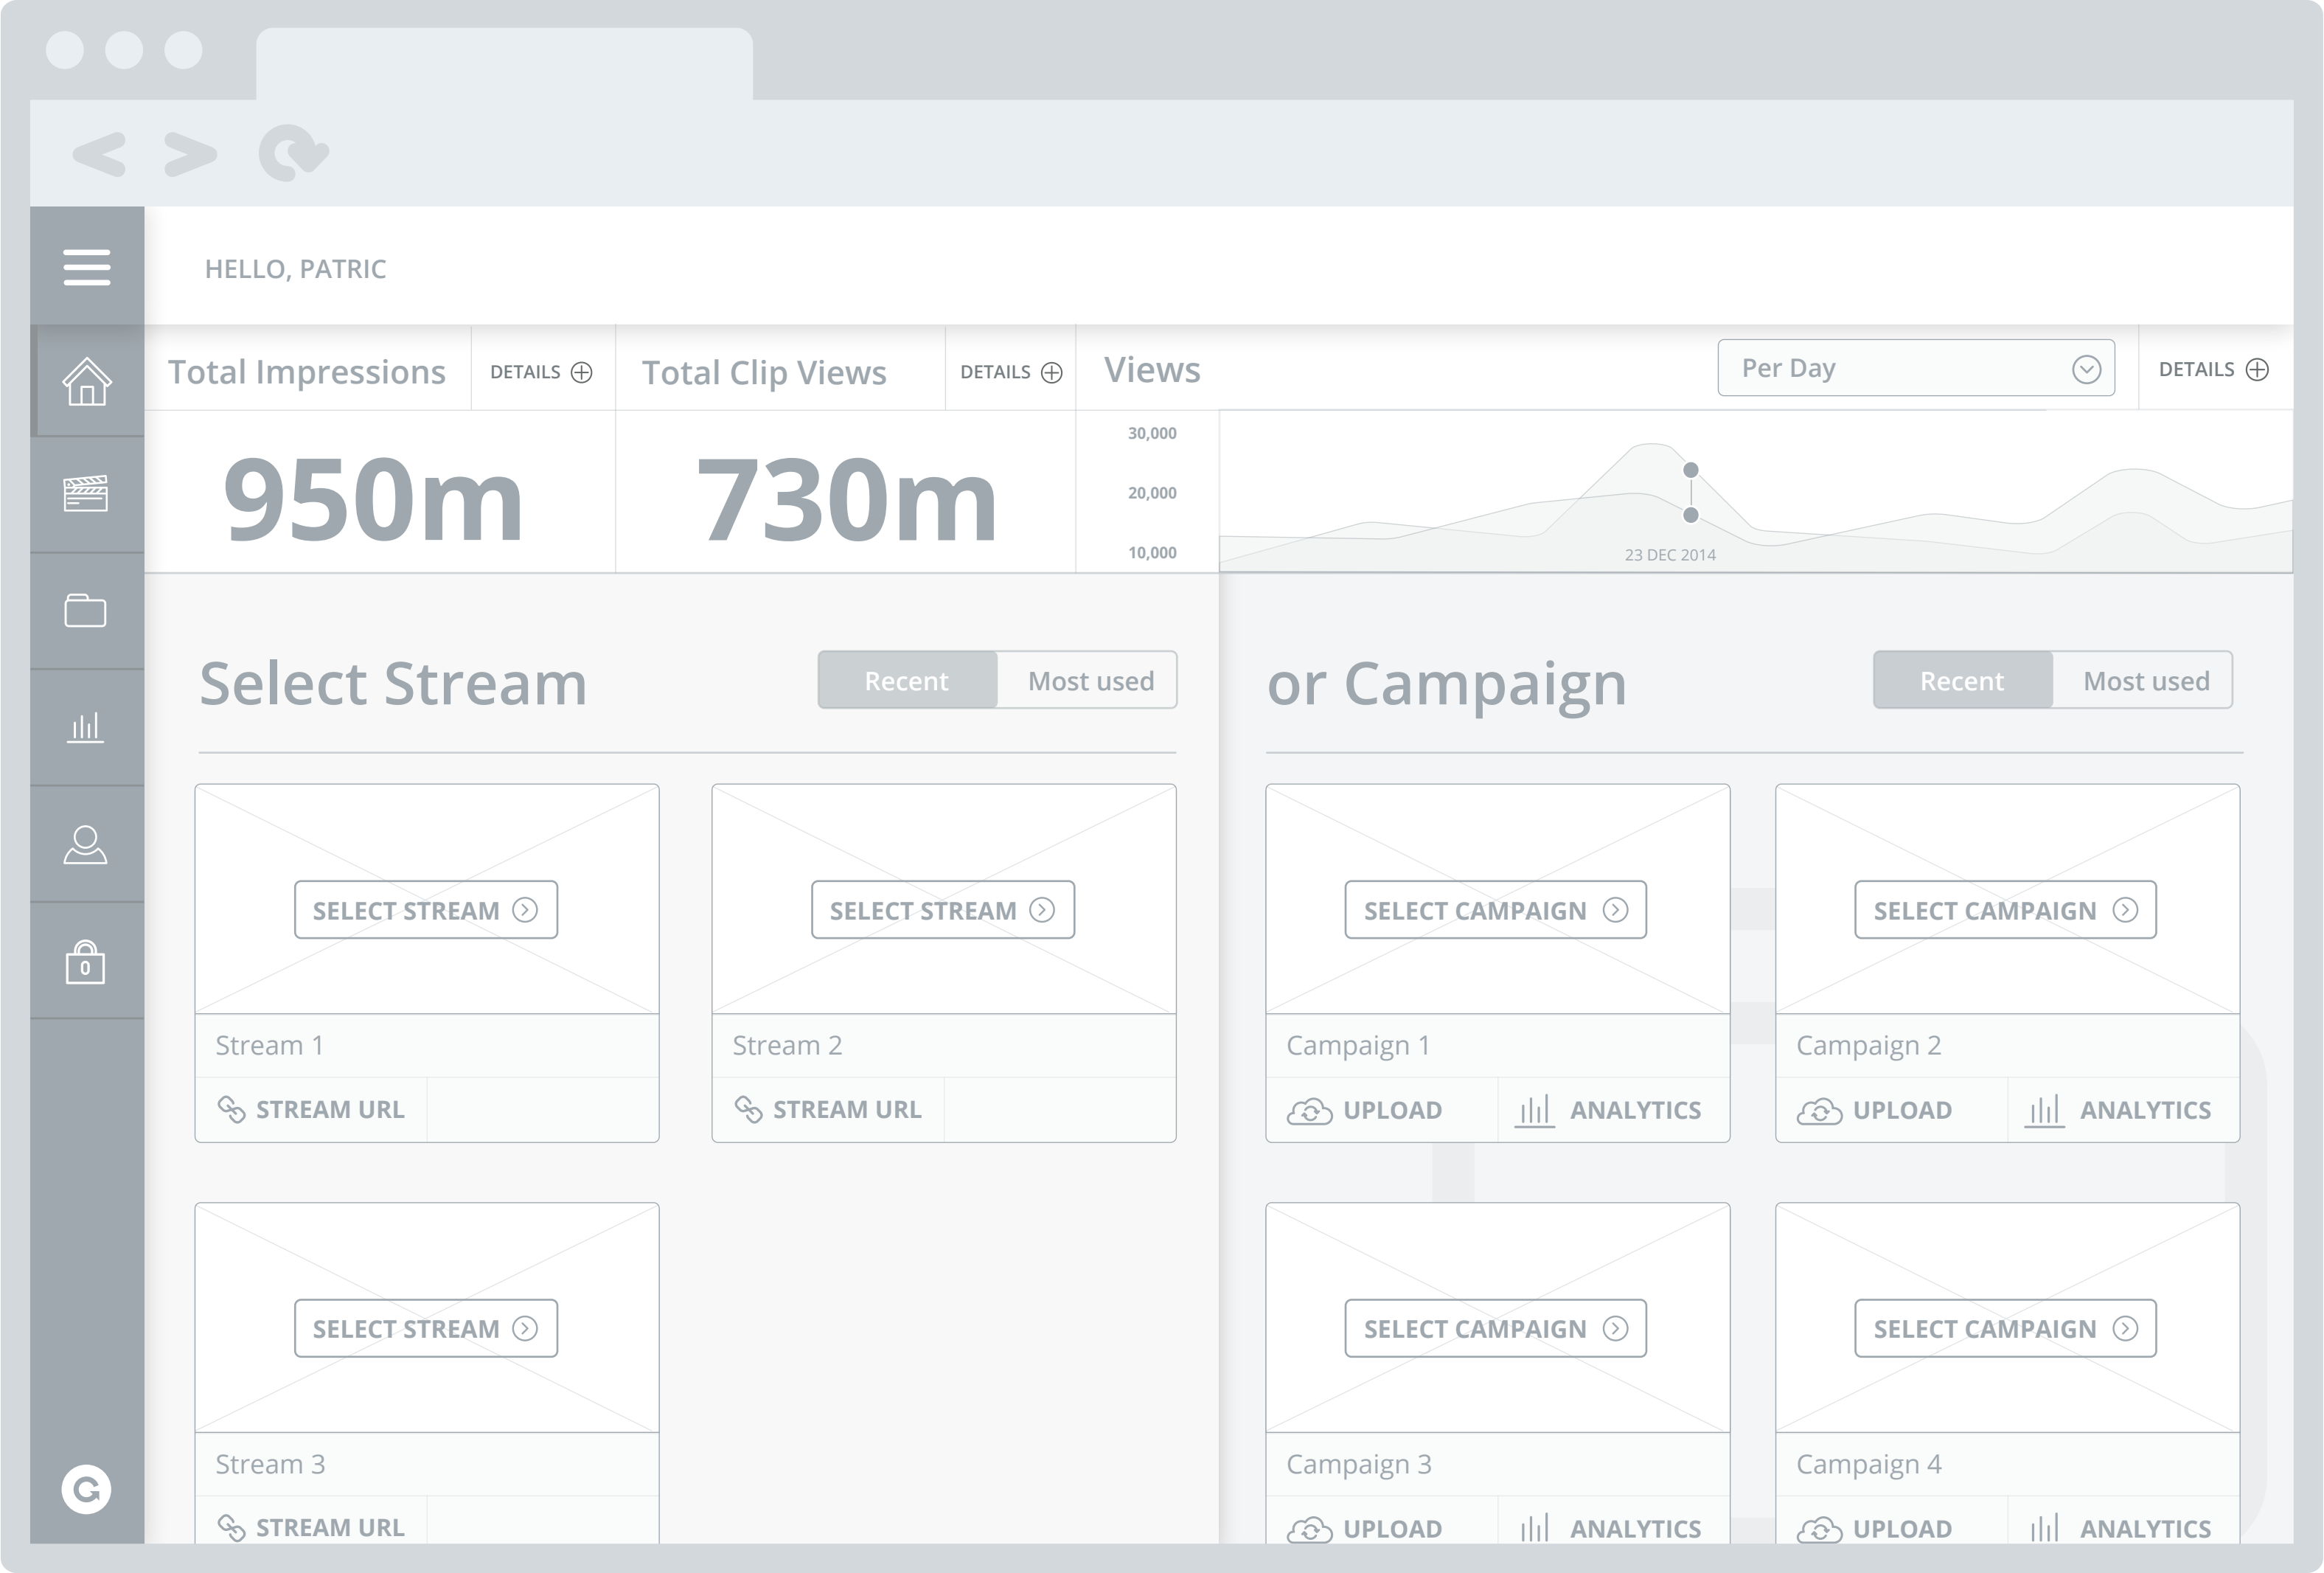 HELLO, PATRIC
Total Impressions
DETAILS
Total Clip Views
DETAILS
Views
Per Day
DETAILS
950m
730m
30,000
20,000
10,000
23 DEC 2014
Select Stream
Recent
Most used
or Campaign
Recent
Most used
SELECT STREAM
SELECT STREAM
SELECT CAMPAIGN
SELECT CAMPAIGN
Stream 1
Stream 2
Campaign 1
Campaign 2
STREAM URL
STREAM URL
UPLOAD
ANALYTICS
UPLOAD
ANALYTICS
SELECT STREAM
SELECT CAMPAIGN
SELECT CAMPAIGN
Stream 3
Campaign 3
Campaign 4
STREAM URL
UPLOAD
ANALYTICS
UPLOAD
ANALYTICS